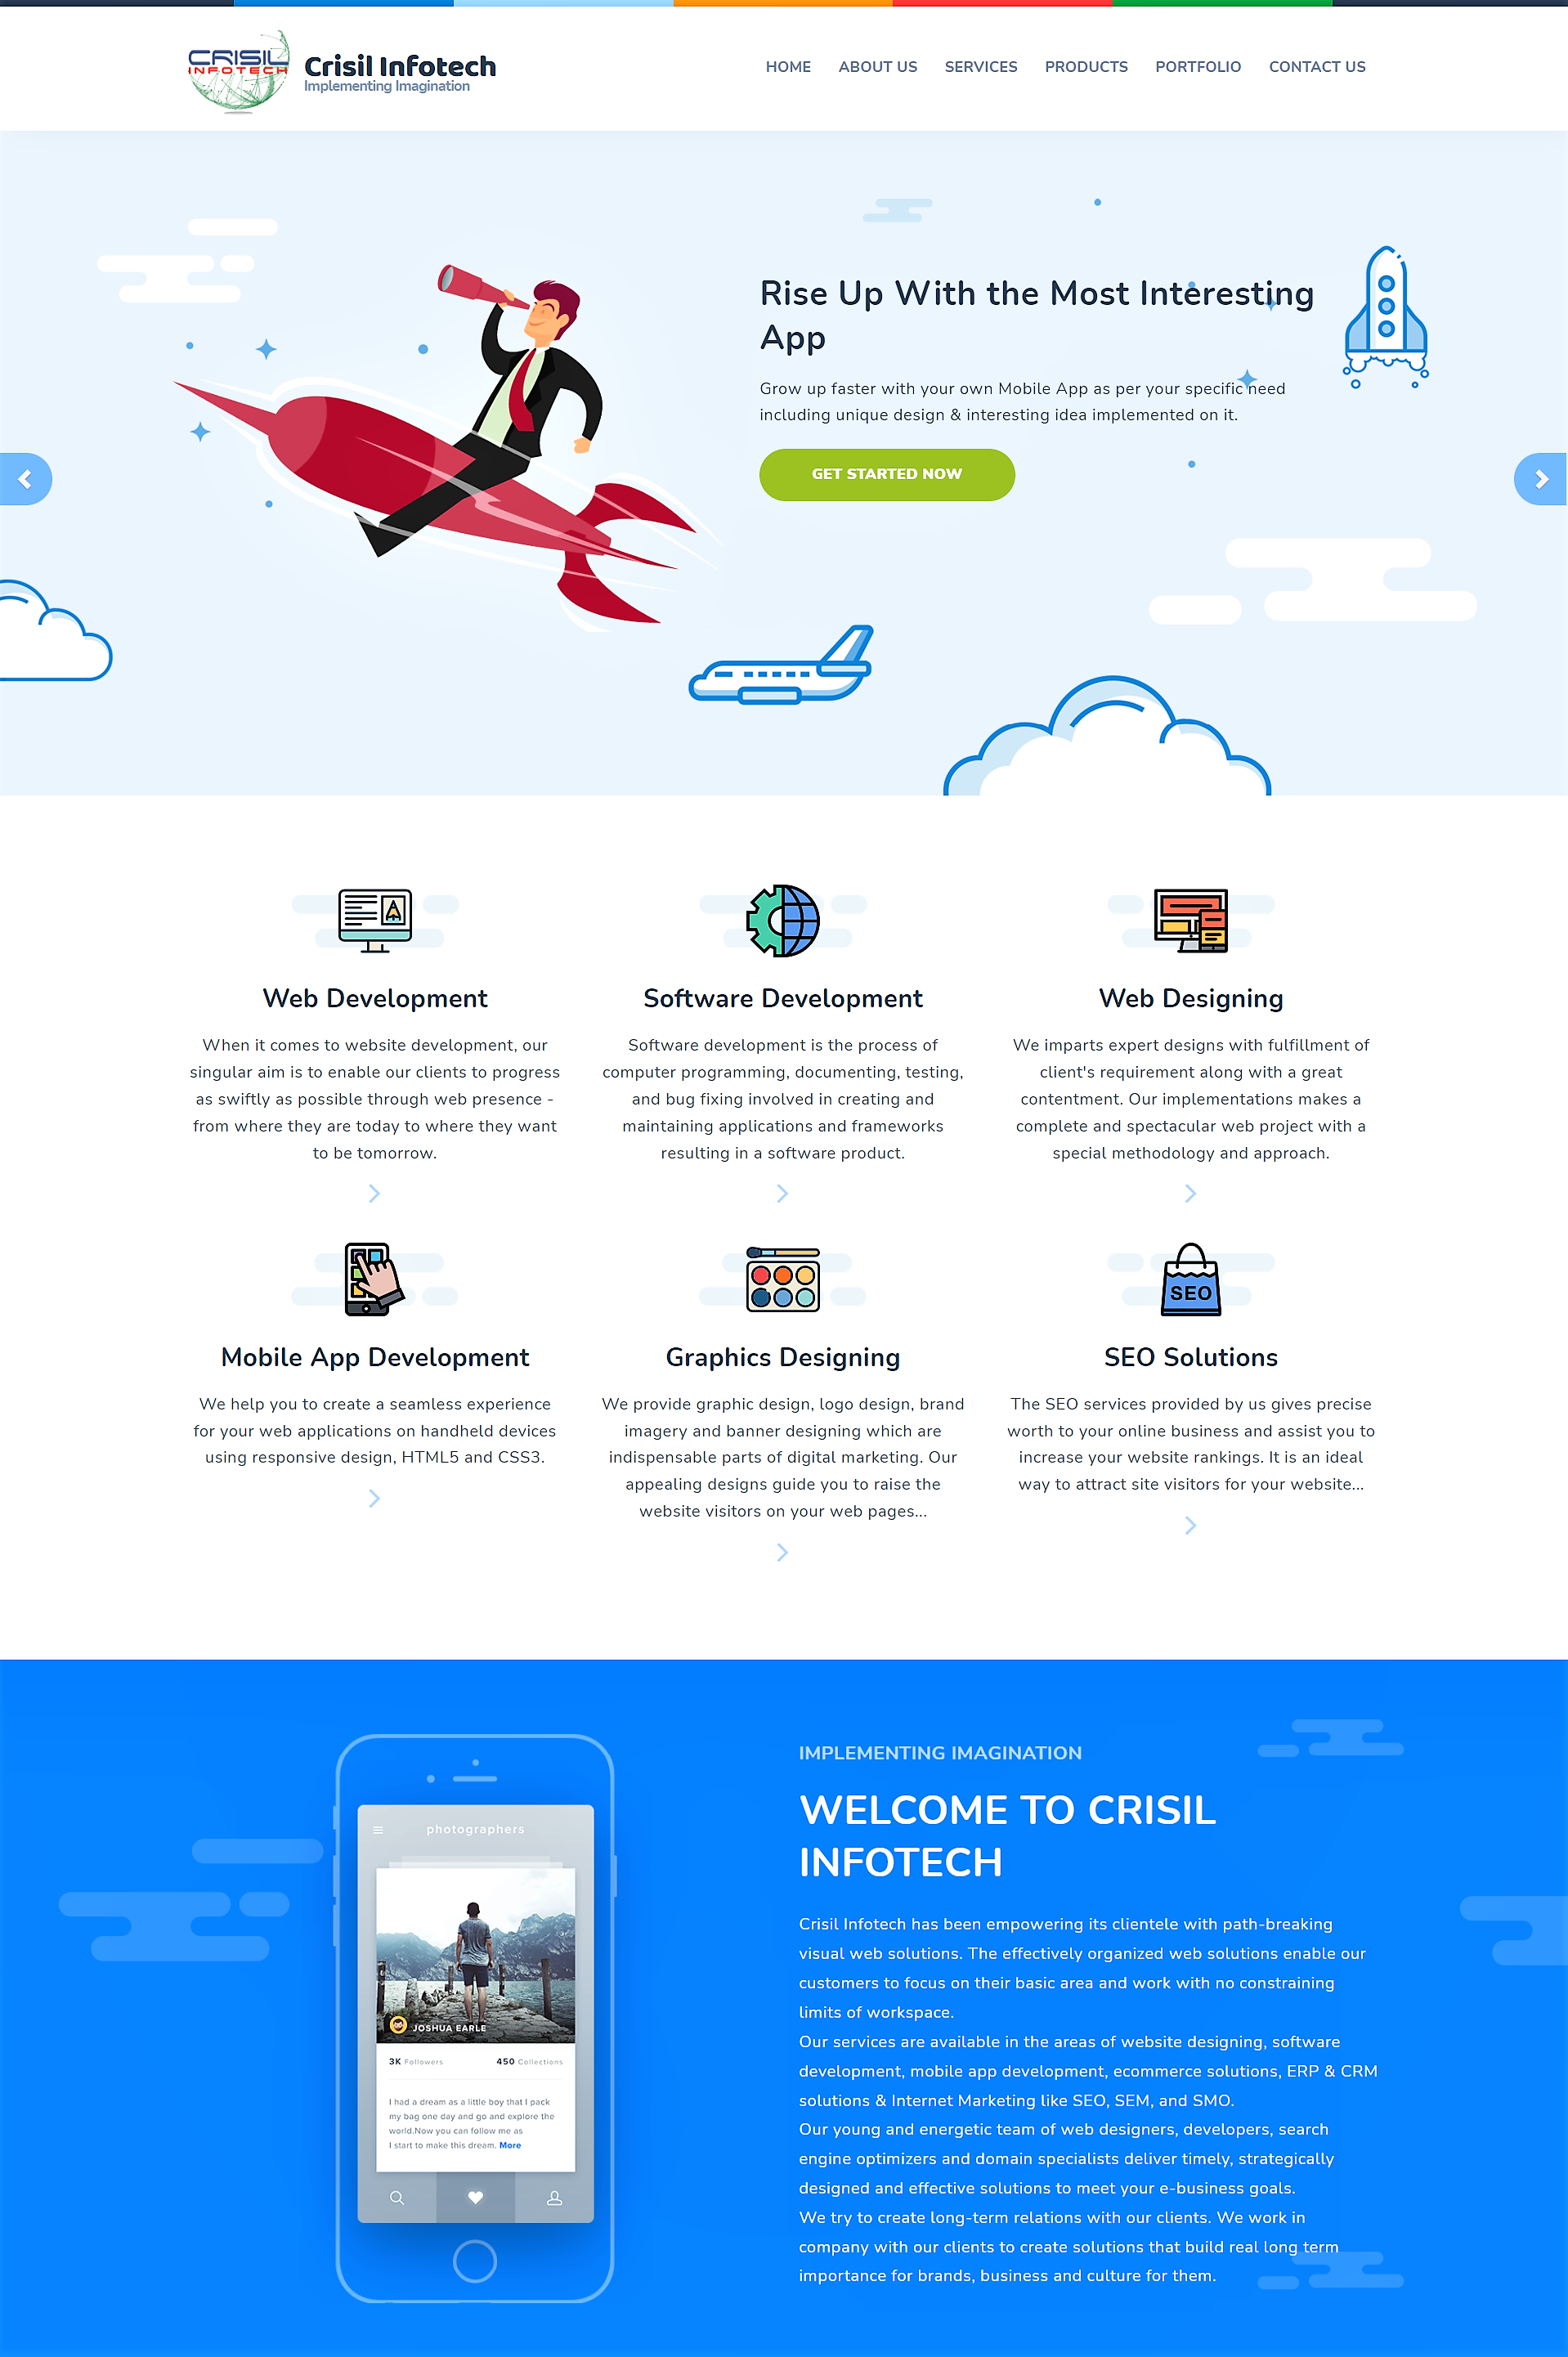 CRISIL
INFOTECH
Crisil Infotech
Implementing Imagination
HOME ABOUT US SERVICES PRODUCTS PORTFOLIO CONTACT US
Rise Up With the Most Interesting
App
Grow up faster with your own Mobile App as per your specific need
including unique design & interesting idea implemented on it.
GET STARTED NOW
Web Development
When it comes to website development, our
singular aim is to enable our clients to progress
as swiftly as possible through web presence -
from where they are today to where they want
to be tomorrow.
Software Development
Software development is the process of
computer programming, documenting, testing,
and bug fixing involved in creating and
maintaining applications and frameworks
resulting in a software product.
Web Designing
We imparts expert designs with fulfillment of
client's requirement along with a great
contentment. Our implementations makes a
complete and spectacular web project with a
special methodology and approach.
Mobile App Development
We help you to create a seamless experience
for your web applications on handheld devices
using responsive design, HTML5 and CSS3.
Graphics Designing
We provide graphic design, logo design, brand
imagery and banner designing which are
indispensable parts of digital marketing. Our
appealing designs guide you to raise the
website visitors on your web pages...
SEO
SEO Solutions
The SEO services provided by us gives precise
worth to your online business and assist you to
increase your website rankings. It is an ideal
way to attract site visitors for your website...
photographers
JOSHUA EARLE
3K Followers 450 Collections
I had a dream as a little boy that I pack
my bag one day and go and explore the
world.Now you can follow me as
I start to make this dream. More
IMPLEMENTING IMAGINATION
WELCOME TO CRISIL
INFOTECH
Crisil Infotech has been empowering its clientele with path-breaking
visual web solutions. The effectively organized web solutions enable our
customers to focus on their basic area and work with no constraining
limits of workspace.
Our services are available in the areas of website designing, software
development, mobile app development, ecommerce solutions, ERP & CRM
solutions & Internet Marketing like SEO, SEM, and SMO.
Our young and energetic team of web designers, developers, search
engine optimizers and domain specialists deliver timely, strategically
designed and effective solutions to meet your e-business goals.
We try to create long-term relations with our clients. We work in
company with our clients to create solutions that build real long term
importance for brands, business and culture for them.